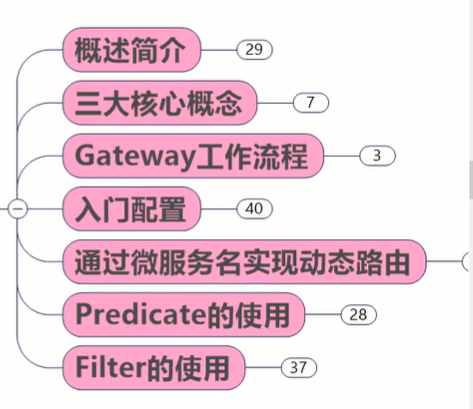 概述简介 29
三大核心概念 7
Gateway工作流程 3
入门配置 40
通过微服务名实现动态路由
Predicate的使用 28
Filter的使用 37